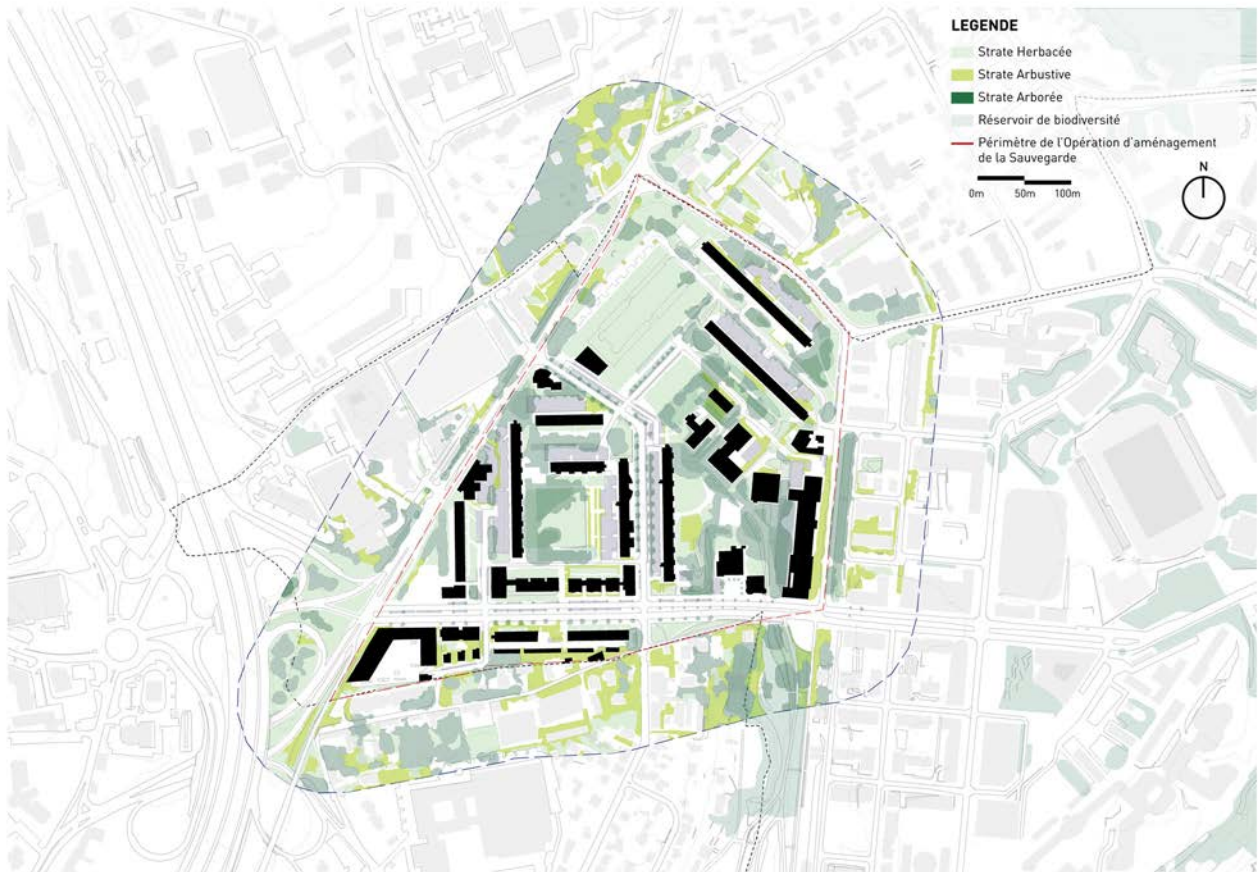 LEGENDE
Strate Herbacée
Strate Arbustive
Strate Arborée
Réservoir de biodiversité
Périmètre de l'Opération d'aménagement
de la Sauvegarde
0m 50m 100m
N